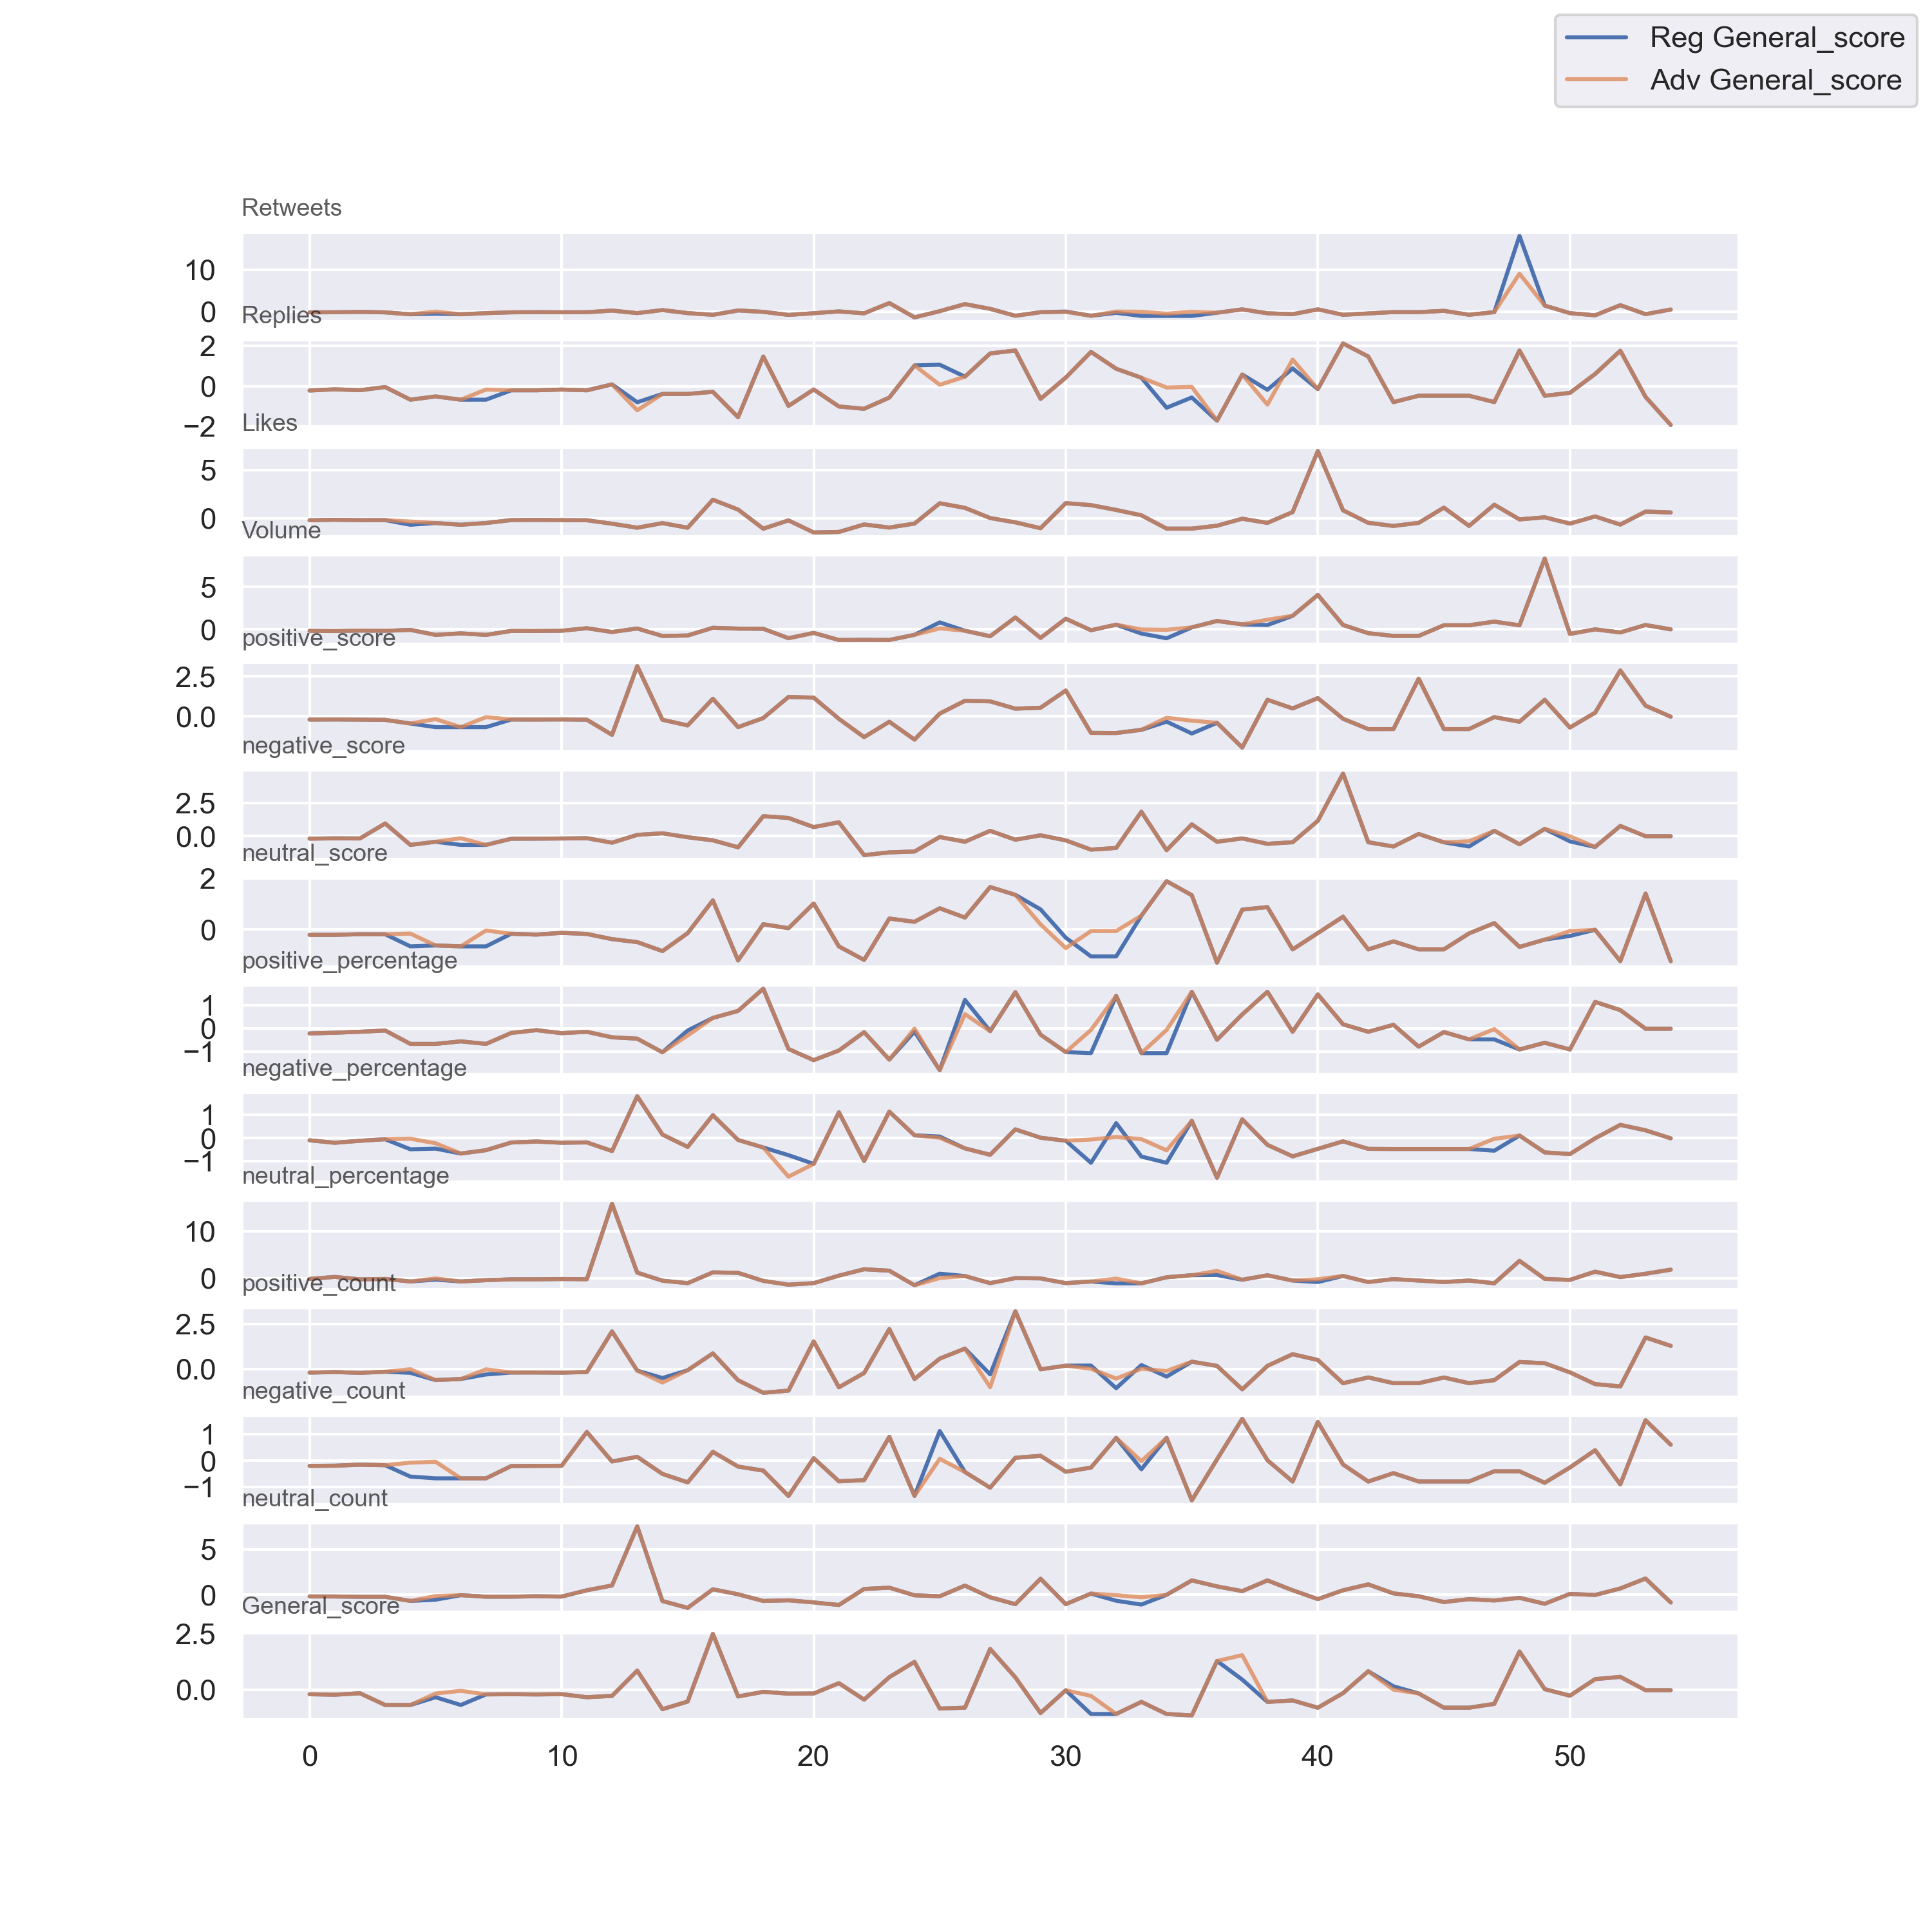 Reg General_score
Adv General_score
Retweets
10
0
Replies
2
0
−2
Likes
5
0
Volume
5
0
positive_score
2.5
0.0
negative_score
2.5
0.0
neutral_score
2
0
positive_percentage
1
0
−1
negative_percentage
1
0
−1
neutral_percentage
10
0
positive_count
2.5
0.0
negative_count
1
0
−1
neutral_count
5
0
General_score
2.5
0.0
0 10 20 30 40 50